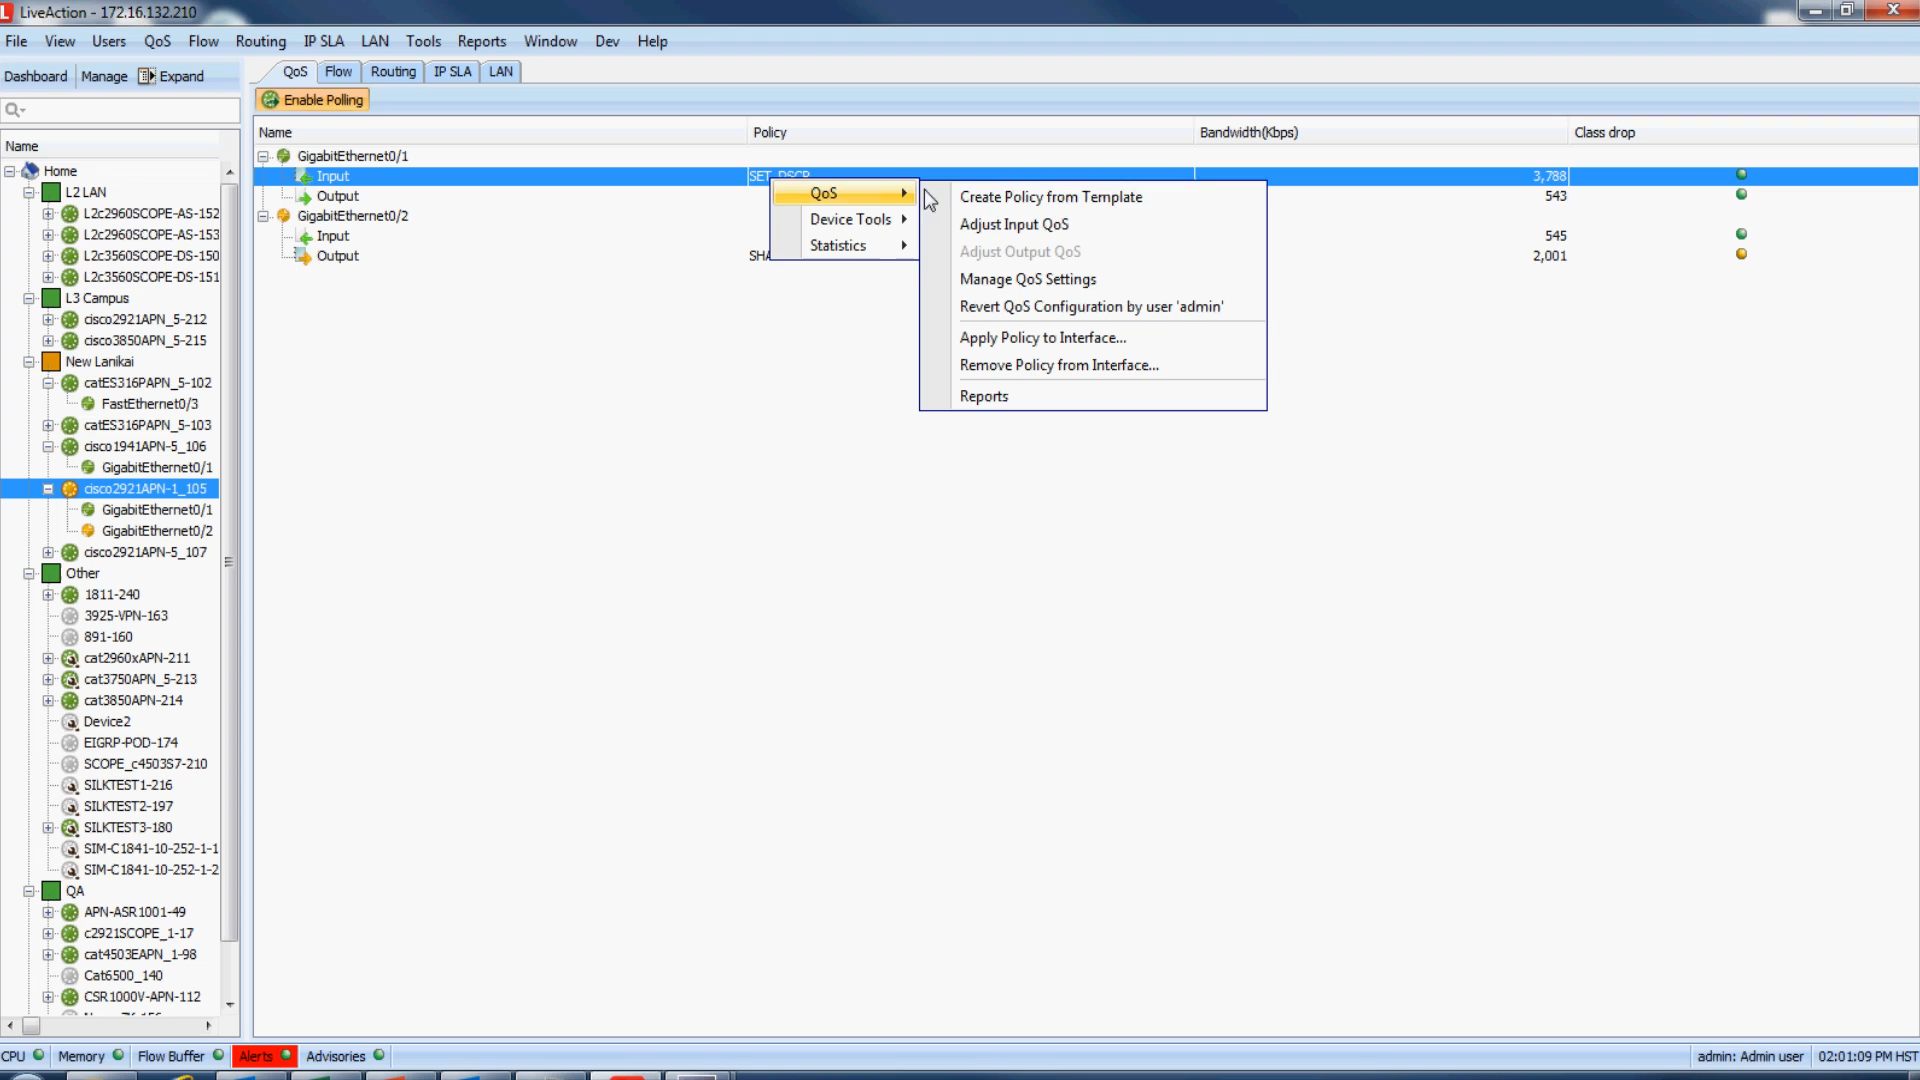 LiveAction - 172.16.132.210
File View Users QoS Flow Routing IP SLA LAN Tools Reports Window Dev Help
Dashboard Manage Expand
QoS Flow Routing IP SLA LAN
Enable Polling
Name Policy Bandwidth(Kbps) Class drop
GigabitEthernet0/1
Input SET_DSCP 3,788
Output 543
GigabitEthernet0/2
Input 545
Output SHA 2,001
QoS
Device Tools
Statistics
Create Policy from Template
Adjust Input QoS
Adjust Output QoS
Manage QoS Settings
Revert QoS Configuration by user 'admin'
Apply Policy to Interface...
Remove Policy from Interface...
Reports
Name
Home
L2 LAN
L2c2960SCOPE-AS-152
L2c2960SCOPE-AS-153
L2c3560SCOPE-DS-150
L2c3560SCOPE-DS-151
L3 Campus
cisco2921APN_5-212
cisco3850APN_5-215
New Lanikai
catES316PAPN_5-102
FastEthernet0/3
catES316PAPN_5-103
cisco1941APN-5_106
GigabitEthernet0/1
cisco2921APN-1_105
GigabitEthernet0/1
GigabitEthernet0/2
cisco2921APN-5_107
Other
1811-240
3925-VPN-163
891-160
cat2960xAPN-211
cat3750APN_5-213
cat3850APN-214
Device2
EIGRP-POD-174
SCOPE_c4503S7-210
SILKTEST1-216
SILKTEST2-197
SILKTEST3-180
SIM-C1841-10-252-1-1
SIM-C1841-10-252-1-2
QA
APN-ASR1001-49
c2921SCOPE_1-17
cat4503EAPN_1-98
Cat6500_140
CSR1000V-APN-112
CPU Memory Flow Buffer Alerts Advisories
admin: Admin user 02:01:09 PM HST